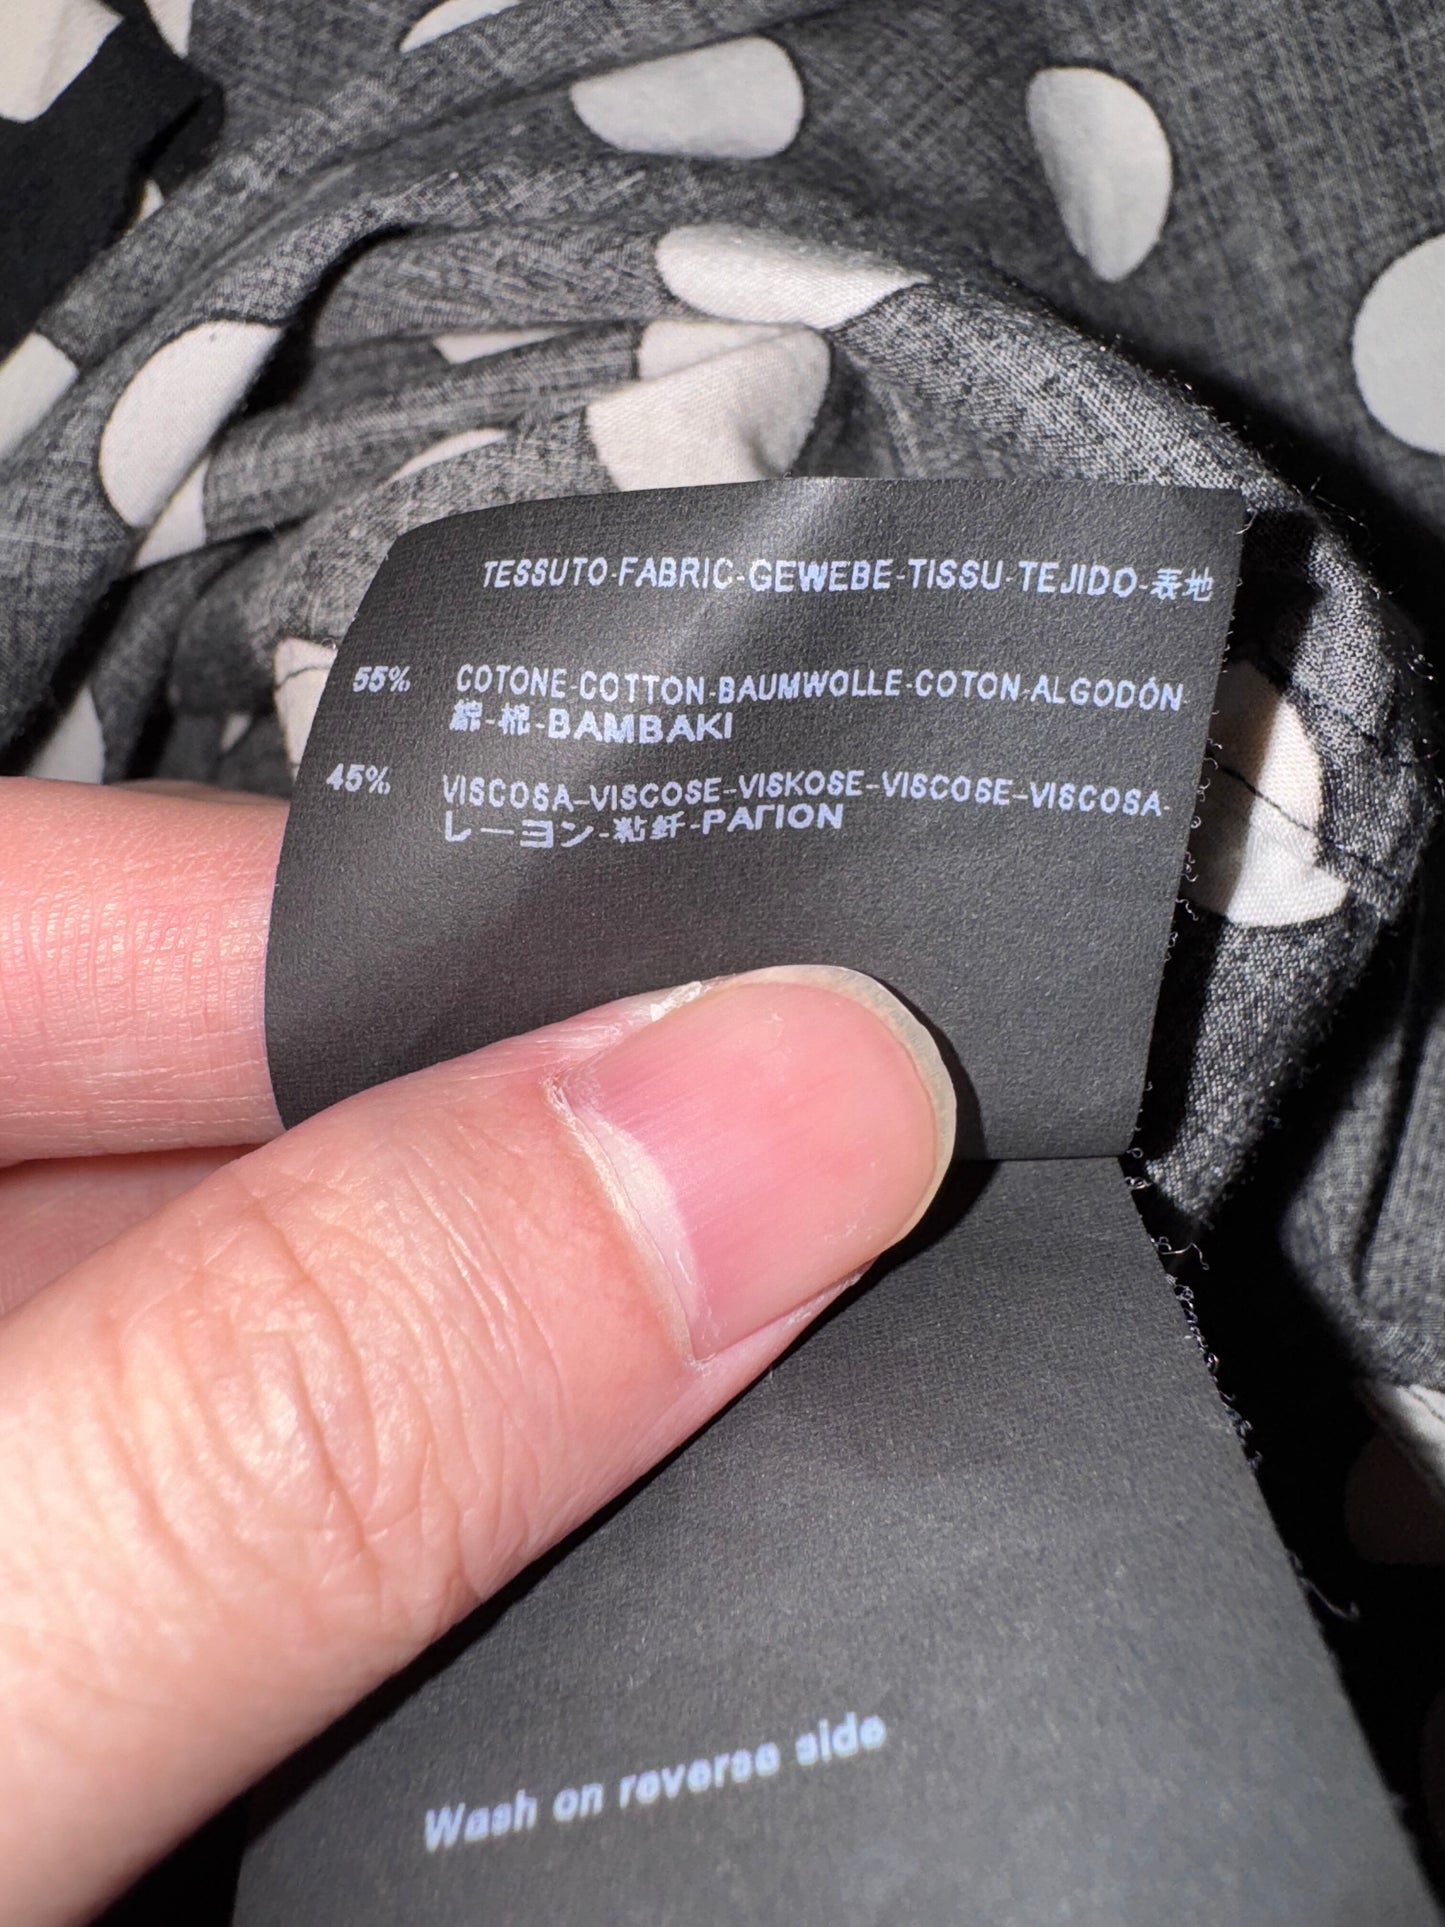 TESSUTO-FABRIC-GEWEBE-TISSU-TEJIDO-表地
55% COTONE-COTTON-BAUMWOLLE-COTON-ALGODÓN
綿-棉-BAMBAKI
45% VISCOSA-VISCOSE-VISKOSE-VISCOSE-VISCOSA-
レーヨン-粘纤-ΡΑΓΙΟΝ
Wash on reverse side